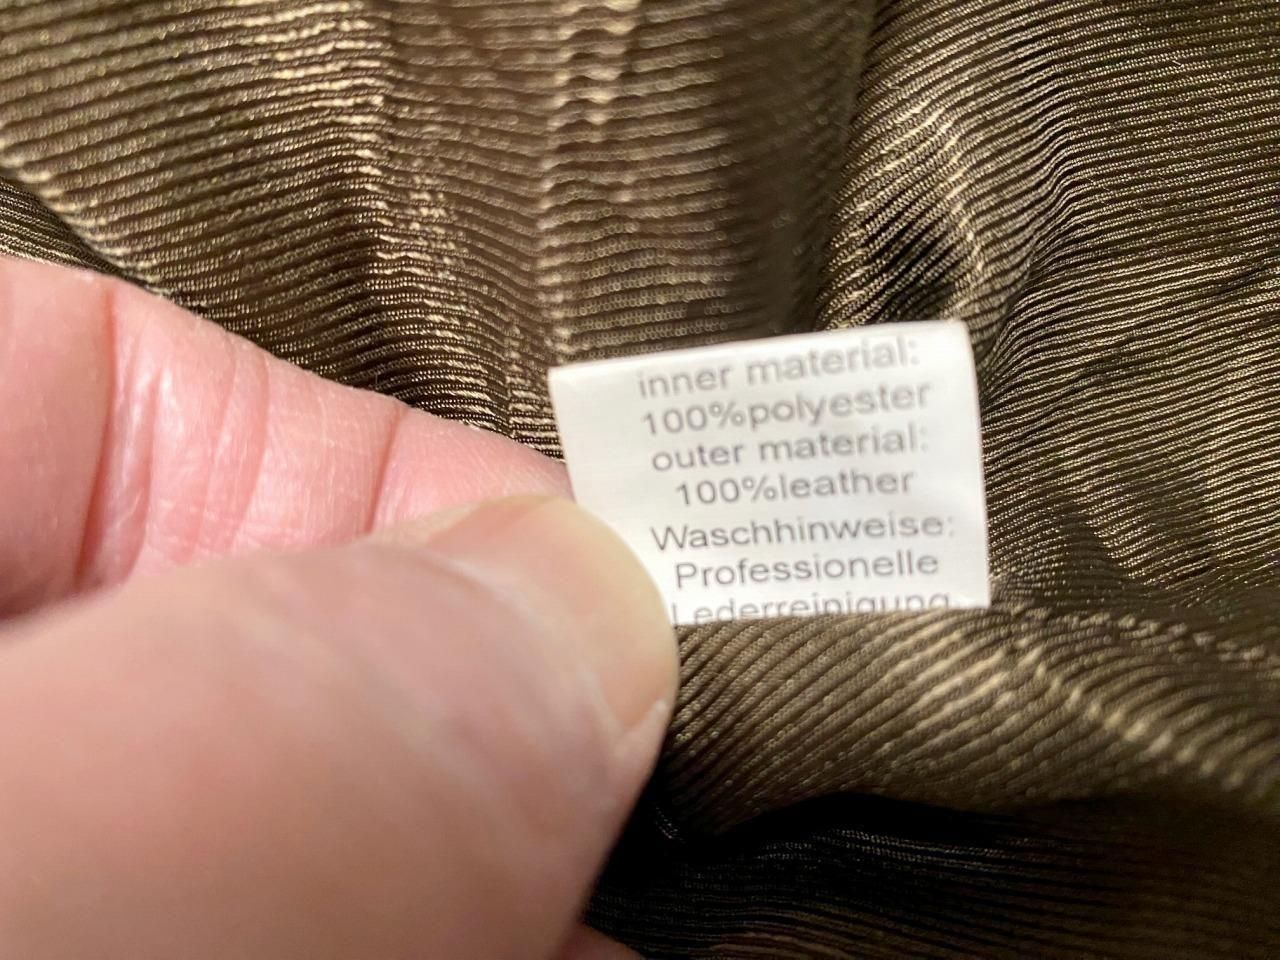 inner material:
100%polyester
outer material:
100%leather
Waschhinweise:
Professionelle
Lederreinigung